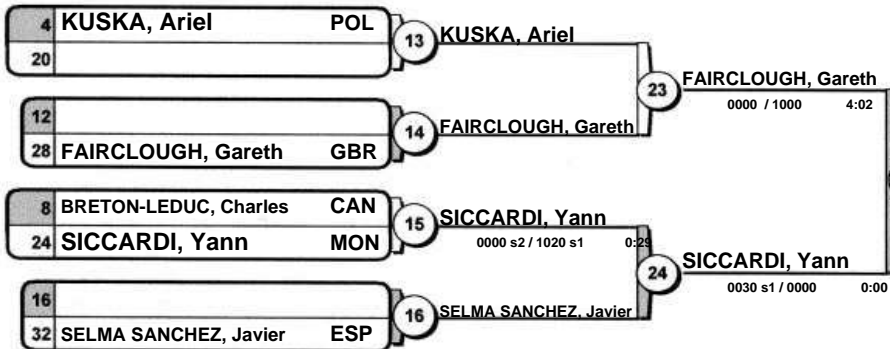 4 KUSKA, Ariel POL
20
13
KUSKA, Ariel
12
28 FAIRCLOUGH, Gareth GBR
14
FAIRCLOUGH, Gareth
23
FAIRCLOUGH, Gareth
0000 / 1000 4:02
8 BRETON-LEDUC, Charles CAN
24 SICCARDI, Yann MON
15
SICCARDI, Yann
0000 s2 / 1020 s1 0:29
16
32 SELMA SANCHEZ, Javier ESP
16
SELMA SANCHEZ, Javier
24
SICCARDI, Yann
0030 s1 / 0000 0:00